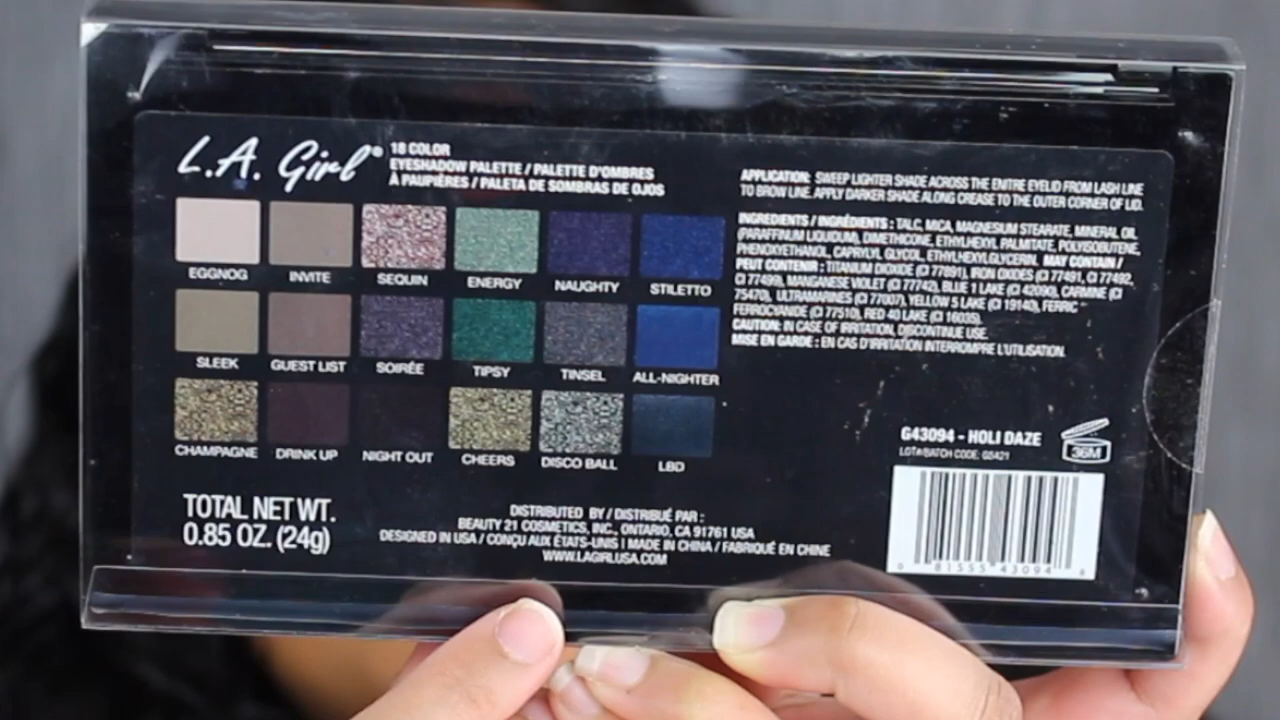 L.A. Girl®
18 COLOR
EYESHADOW PALETTE / PALETTE D'OMBRES
À PAUPIÈRES / PALETA DE SOMBRAS DE OJOS
EGGNOG INVITE SEQUIN ENERGY NAUGHTY STILETTO
SLEEK GUEST LIST SOIRÉE TIPSY TINSEL ALL-NIGHTER
CHAMPAGNE DRINK UP NIGHT OUT CHEERS DISCO BALL LBD
TOTAL NET WT.
0.85 OZ. (24g)
DISTRIBUTED BY / DISTRIBUÉ PAR :
BEAUTY 21 COSMETICS, INC., ONTARIO, CA 91761 USA
DESIGNED IN USA / CONÇU AUX ÉTATS-UNIS | MADE IN CHINA / FABRIQUÉ EN CHINE
WWW.LAGIRLUSA.COM
APPLICATION: SWEEP LIGHTER SHADE ACROSS THE ENITRE EYELID FROM LASH LINE
TO BROW LINE. APPLY DARKER SHADE ALONG CREASE TO THE OUTER CORNER OF LID.
INGREDIENTS / INGRÉDIENTS : TALC, MICA, MAGNESIUM STEARATE, MINERAL OIL
(PARAFFINUM LIQUIDUM), DIMETHICONE, ETHYLHEXYL PALMITATE, POLYISOBUTENE,
PHENOXYETHANOL, CAPRYLYL GLYCOL, ETHYLHEXYLGLYCERIN. MAY CONTAIN /
PEUT CONTENIR : TITANIUM DIOXIDE (CI 77891), IRON OXIDES (CI 77491, CI 77492,
CI 77499), MANGANESE VIOLET (CI 77742), BLUE 1 LAKE (CI 42090), CARMINE (CI
75470), ULTRAMARINES (CI 77007), YELLOW 5 LAKE (CI 19140), FERRIC
FERROCYANIDE (CI 77510), RED 40 LAKE (CI 16035).
CAUTION: IN CASE OF IRRITATION, DISCONTINUE USE.
MISE EN GARDE : EN CAS D'IRRITATION INTERROMPRE L'UTILISATION.
G43094 - HOLI DAZE
LOT#/BATCH CODE: GS421
36M
0 81555 43094 8